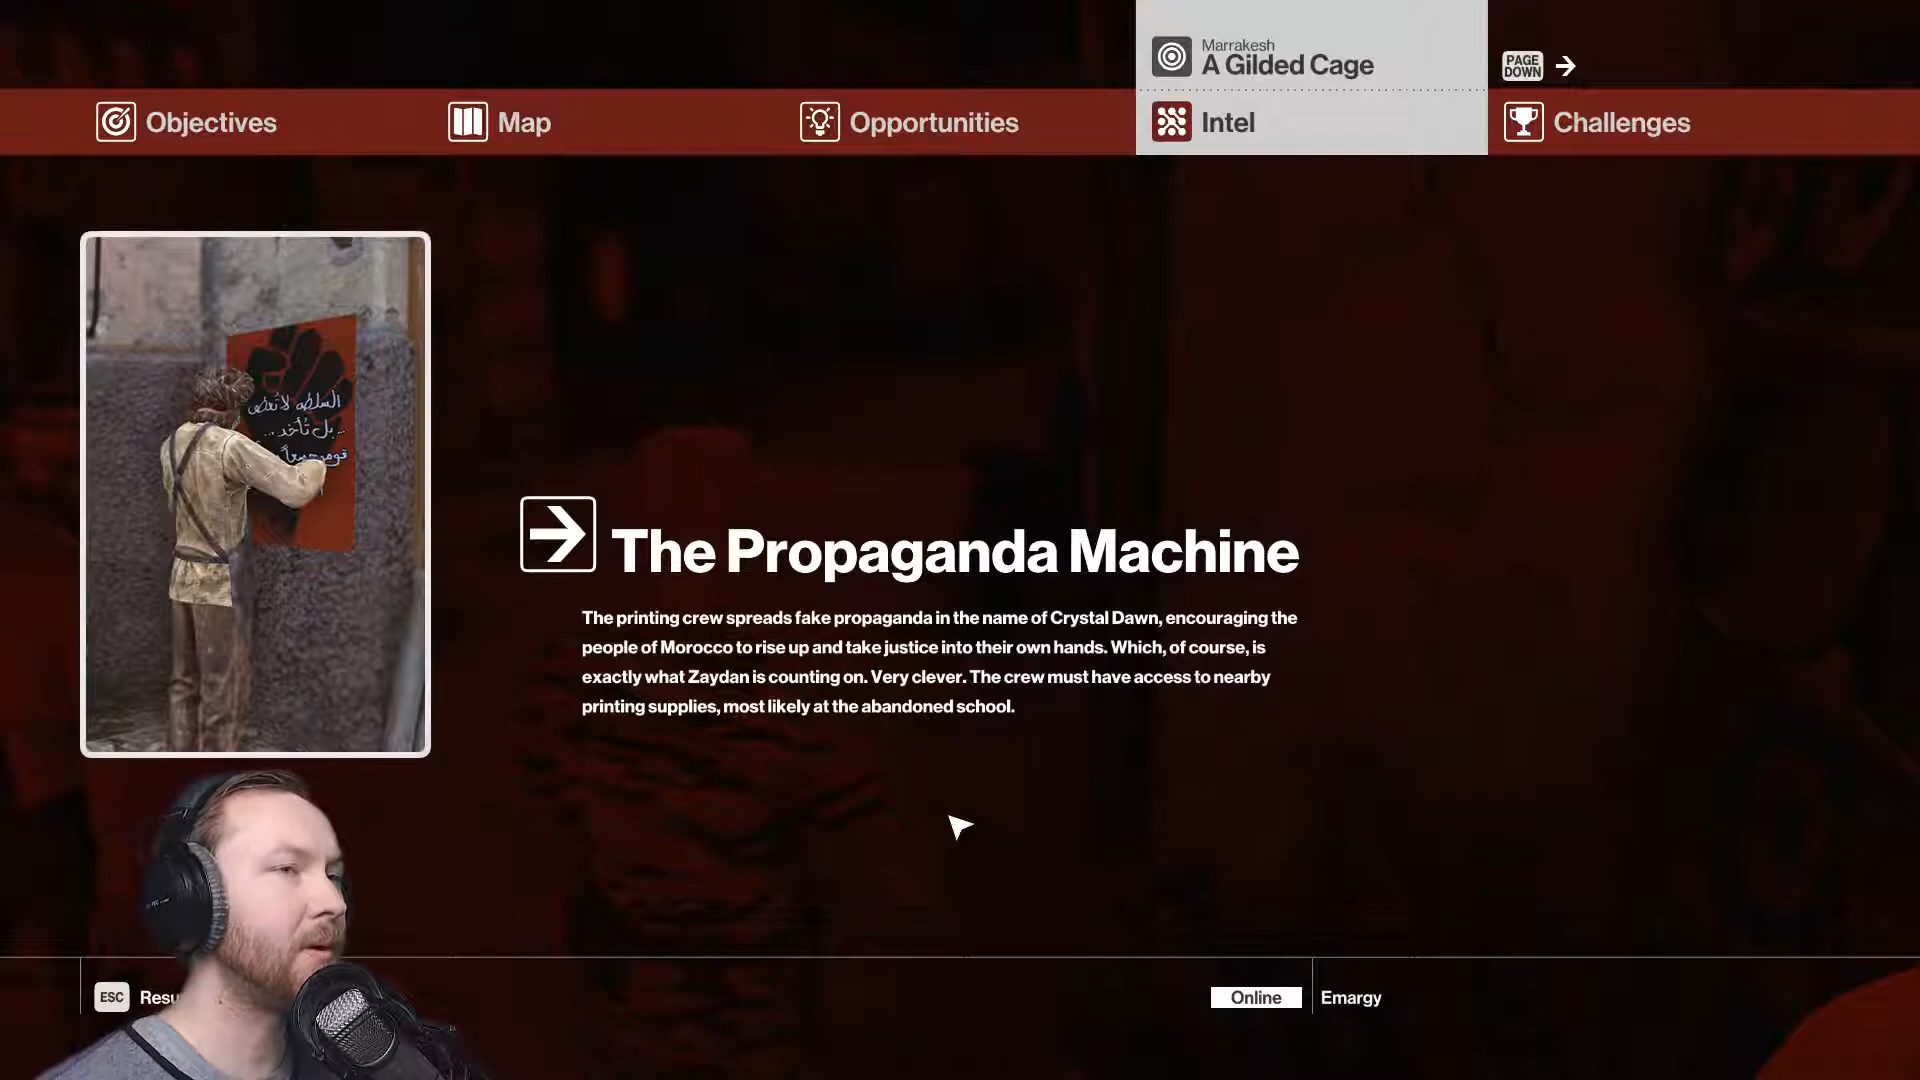 Marrakesh
A Gilded Cage
PAGE DOWN
Objectives
Map
Opportunities
Intel
Challenges
السلطه لا تُعطى
بل تُأخد ...
The Propaganda Machine
The printing crew spreads fake propaganda in the name of Crystal Dawn, encouraging the
people of Morocco to rise up and take justice into their own hands. Which, of course, is
exactly what Zaydan is counting on. Very clever. The crew must have access to nearby
printing supplies, most likely at the abandoned school.
ESC
Online
Emargy